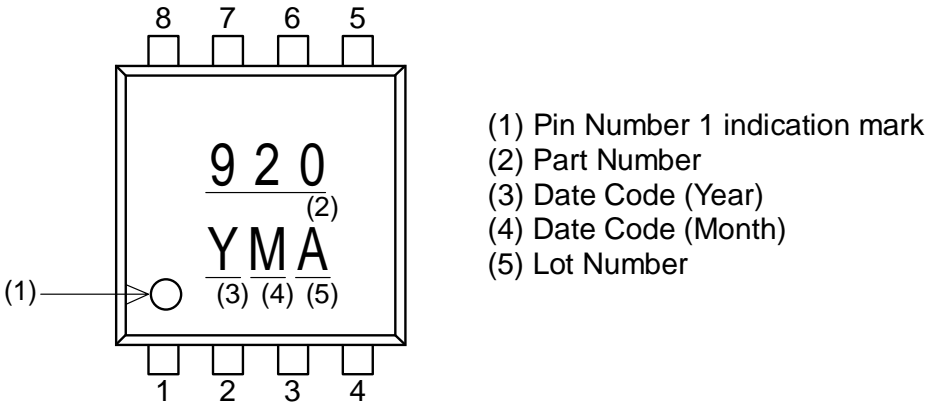 8 7 6 5
(1) Pin Number 1 indication mark
(2) Part Number
(3) Date Code (Year)
(4) Date Code (Month)
(5) Lot Number
920
(2)
YMA
(3) (4) (5)
(1)
1 2 3 4